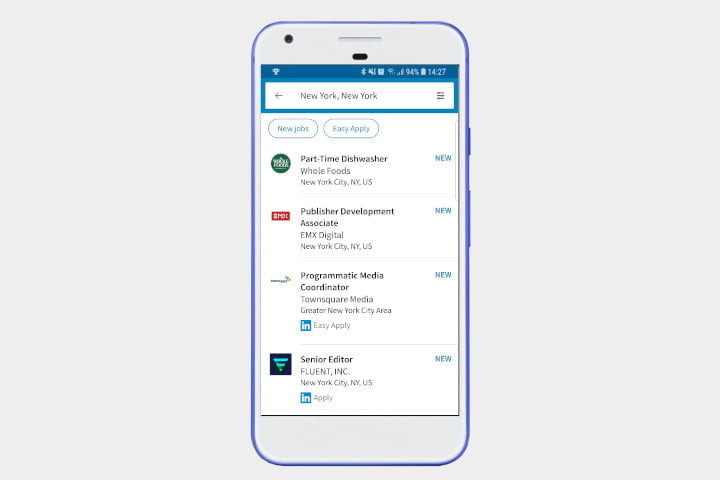 94% 14:27
New York, New York
New jobs Easy Apply
WHOLE
FOODS
Part-Time Dishwasher NEW
Whole Foods
New York City, NY, US
EMX
Publisher Development NEW
Associate
EMX Digital
New York City, NY, US
Programmatic Media NEW
Coordinator
Townsquare Media
Greater New York City Area
in Easy Apply
Senior Editor NEW
FLUENT, INC.
New York City, NY, US
in Apply